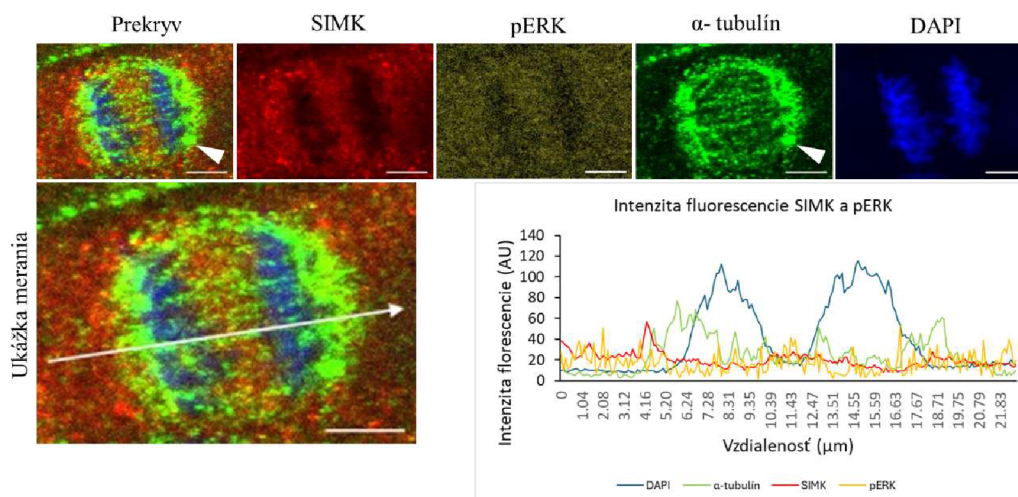 Prekryv SIMK pERK α- tubulín DAPI
Ukážka merania
Intenzita fluorescencie SIMK a pERK
Intenzita florescencie (AU)
140
120
100
80
60
40
20
0
0 1.04 2.08 3.12 4.16 5.20 6.24 7.28 8.31 9.35 10.39 11.43 12.47 13.51 14.55 15.59 16.63 17.67 18.71 19.75 20.79 21.83
Vzdialenosť (µm)
DAPI α-tubulín SIMK pERK